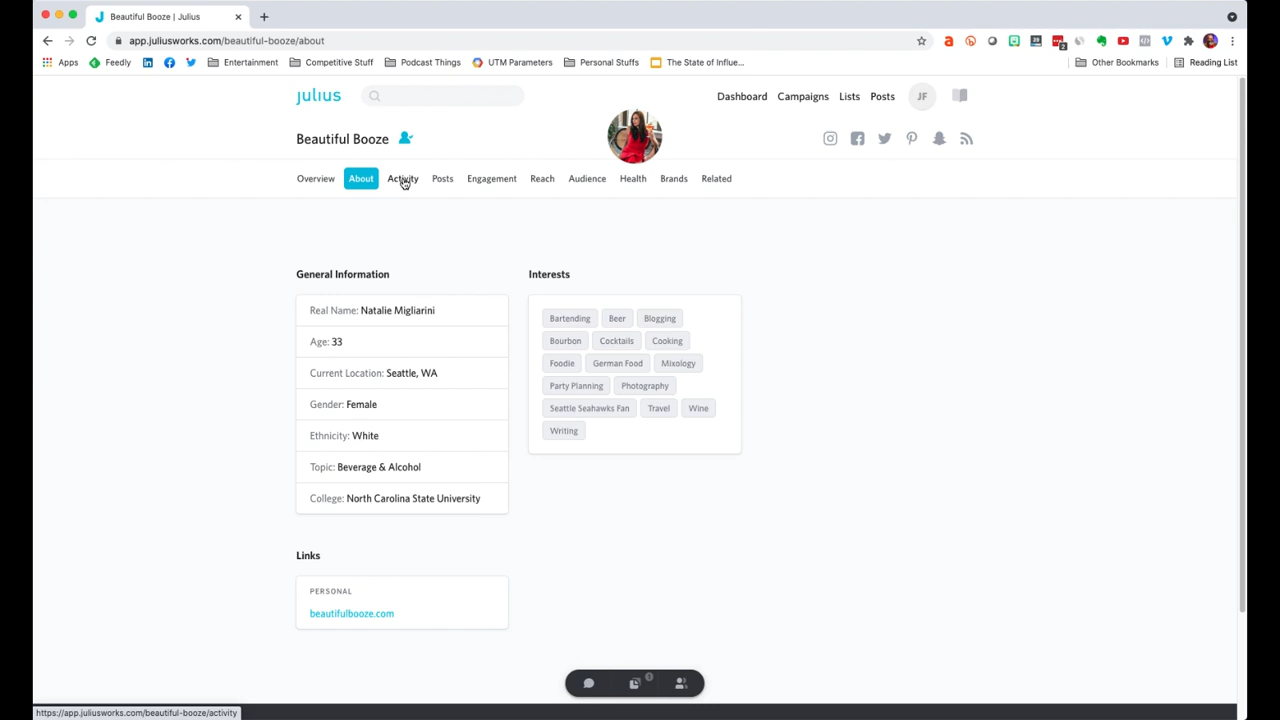 Beautiful Booze | Julius
app.juliusworks.com/beautiful-booze/about
Apps Feedly Entertainment Competitive Stuff Podcast Things UTM Parameters Personal Stuffs The State of Influe... Other Bookmarks Reading List
julius Dashboard Campaigns Lists Posts JF
Beautiful Booze
Overview About Activity Posts Engagement Reach Audience Health Brands Related
General Information
Real Name: Natalie Migliarini
Age: 33
Current Location: Seattle, WA
Gender: Female
Ethnicity: White
Topic: Beverage & Alcohol
College: North Carolina State University
Interests
Bartending Beer Blogging
Bourbon Cocktails Cooking
Foodie German Food Mixology
Party Planning Photography
Seattle Seahawks Fan Travel Wine
Writing
Links
PERSONAL
beautifulbooze.com
https://app.juliusworks.com/beautiful-booze/activity